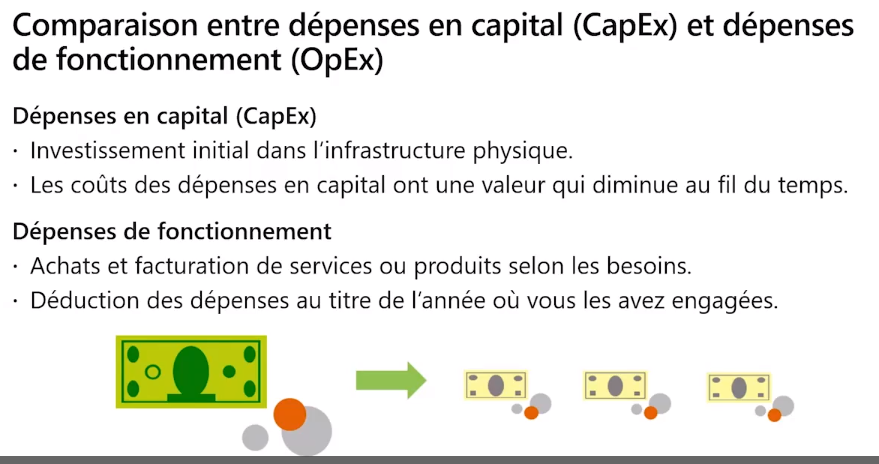 Comparaison entre dépenses en capital (CapEx) et dépenses
de fonctionnement (OpEx)
Dépenses en capital (CapEx)
· Investissement initial dans l’infrastructure physique.
· Les coûts des dépenses en capital ont une valeur qui diminue au fil du temps.
Dépenses de fonctionnement
· Achats et facturation de services ou produits selon les besoins.
· Déduction des dépenses au titre de l’année où vous les avez engagées.